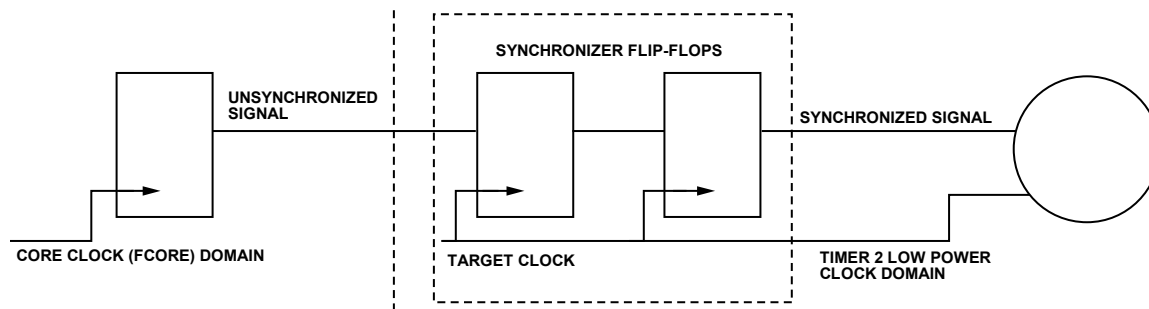 SYNCHRONIZER FLIP-FLOPS
UNSYNCHRONIZED
SIGNAL
SYNCHRONIZED SIGNAL
CORE CLOCK (FCORE) DOMAIN
TARGET CLOCK
TIMER 2 LOW POWER
CLOCK DOMAIN